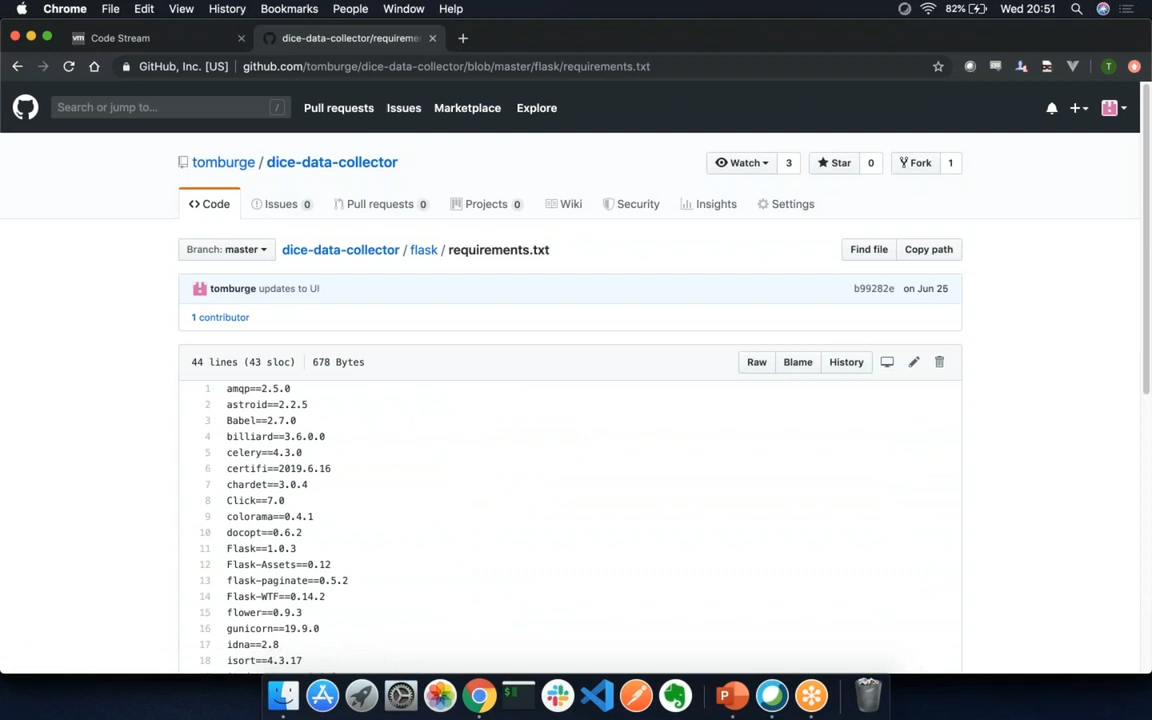 Chrome File Edit View History Bookmarks People Window Help 82% Wed 20:51
vm Code Stream dice-data-collector/requireme
GitHub, Inc. [US] github.com/tomburge/dice-data-collector/blob/master/flask/requirements.txt T
Search or jump to... / Pull requests Issues Marketplace Explore
tomburge / dice-data-collector Watch 3 Star 0 Fork 1
Code Issues 0 Pull requests 0 Projects 0 Wiki Security Insights Settings
Branch: master dice-data-collector / flask / requirements.txt Find file Copy path
tomburge updates to UI b99282e on Jun 25
1 contributor
44 lines (43 sloc) 678 Bytes Raw Blame History
1 amqp==2.5.0
2 astroid==2.2.5
3 Babel==2.7.0
4 billiard==3.6.0.0
5 celery==4.3.0
6 certifi==2019.6.16
7 chardet==3.0.4
8 Click==7.0
9 colorama==0.4.1
10 docopt==0.6.2
11 Flask==1.0.3
12 Flask-Assets==0.12
13 flask-paginate==0.5.2
14 Flask-WTF==0.14.2
15 flower==0.9.3
16 gunicorn==19.9.0
17 idna==2.8
18 isort==4.3.17